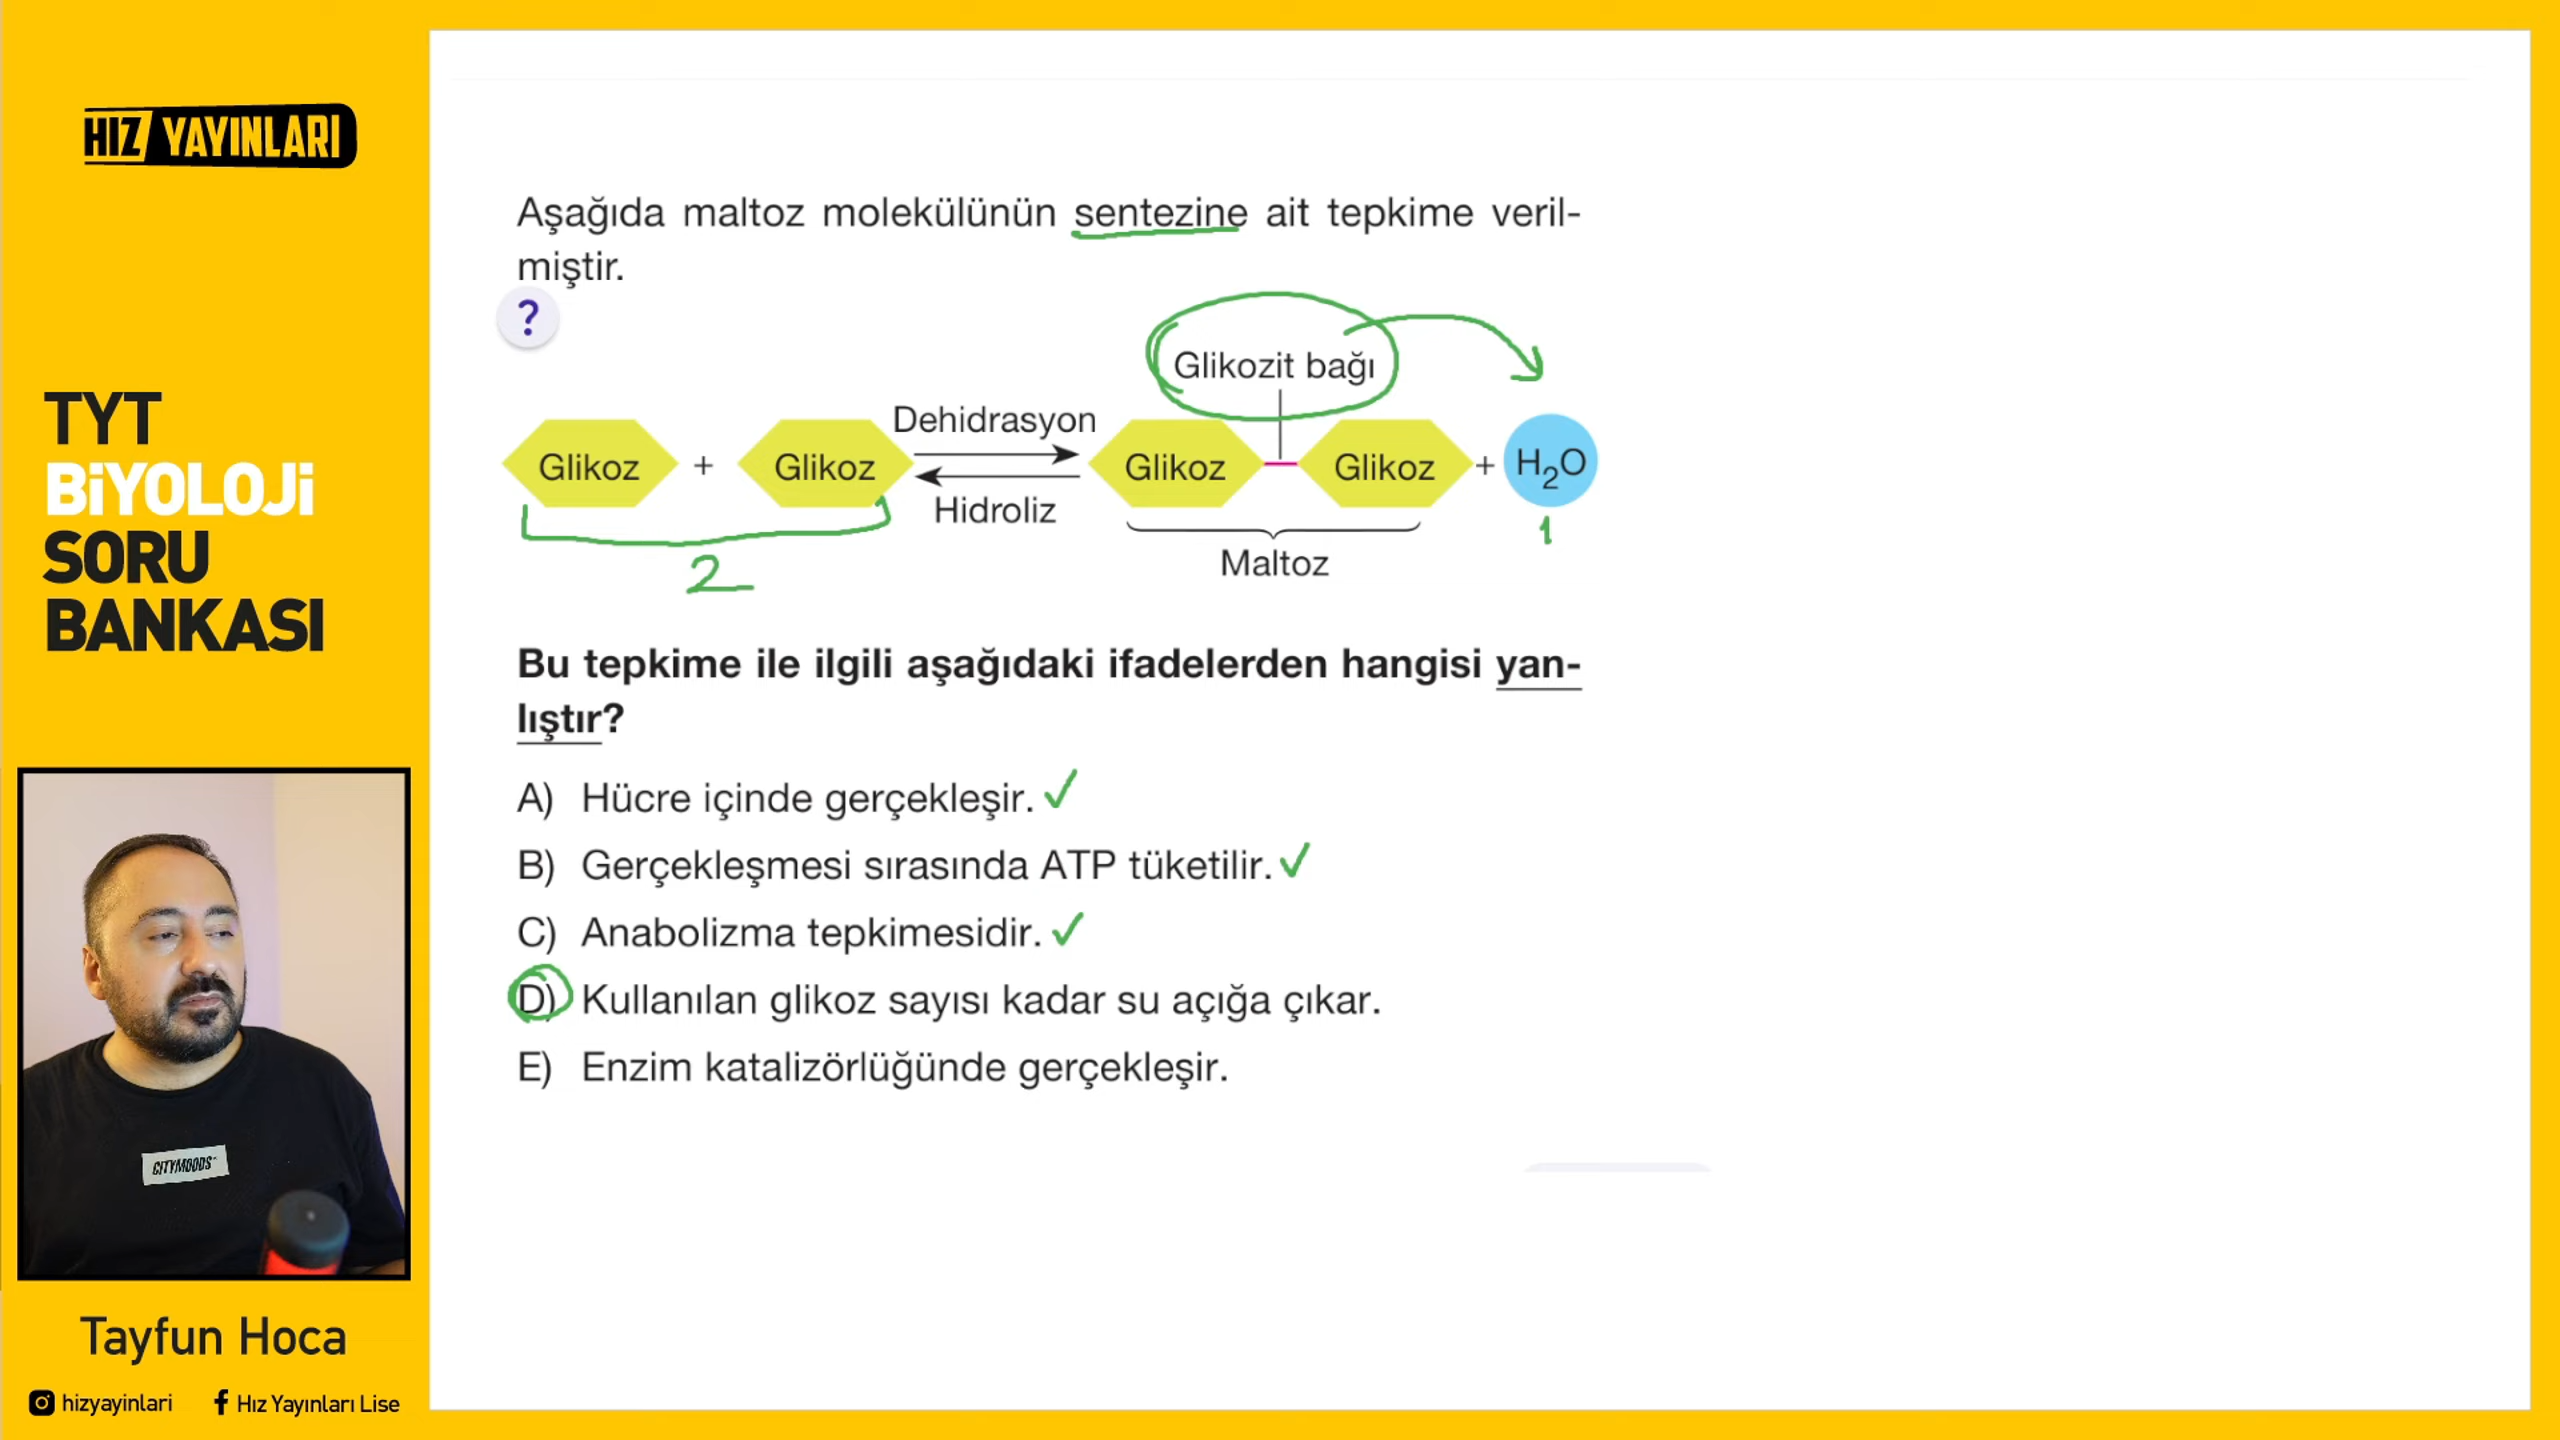 HIZ YAYINLARI
TYT
BiYOLOJi
SORU
BANKASI
CITYMOODS
Tayfun Hoca
hizyayinlari
Hız Yayınları Lise
Aşağıda maltoz molekülünün sentezine ait tepkime veril-
miştir.
?
Glikozit bağı
Dehidrasyon
Glikoz + Glikoz Glikoz Glikoz + H₂O
Hidroliz
2
Maltoz
1
Bu tepkime ile ilgili aşağıdaki ifadelerden hangisi yan-
lıştır?
A) Hücre içinde gerçekleşir. ✓
B) Gerçekleşmesi sırasında ATP tüketilir. ✓
C) Anabolizma tepkimesidir. ✓
D) Kullanılan glikoz sayısı kadar su açığa çıkar.
E) Enzim katalizörlüğünde gerçekleşir.